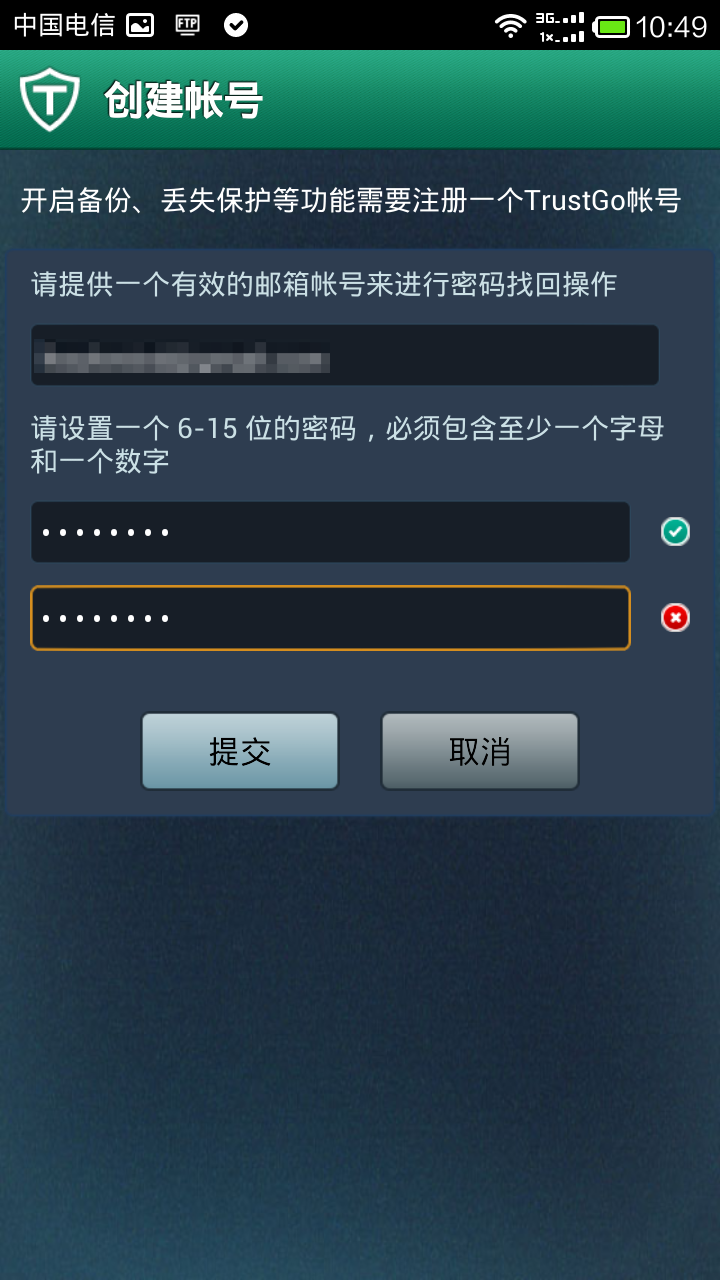 中国电信 FTP 3G 1× 10:49
T 创建帐号
开启备份、丢失保护等功能需要注册一个TrustGo帐号
请提供一个有效的邮箱帐号来进行密码找回操作
请设置一个 6-15 位的密码，必须包含至少一个字母
和一个数字
••••••••
••••••••
提交 取消